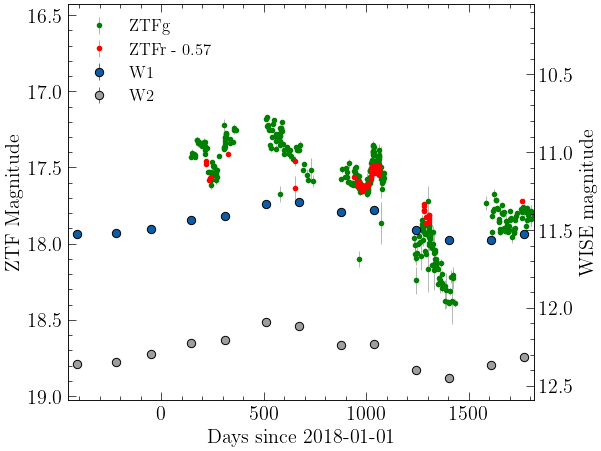 ZTFg
ZTFr - 0.57
W1
W2
16.5
17.0
17.5
18.0
18.5
19.0
ZTF Magnitude
10.5
11.0
11.5
12.0
12.5
WISE magnitude
0
500
1000
1500
Days since 2018-01-01